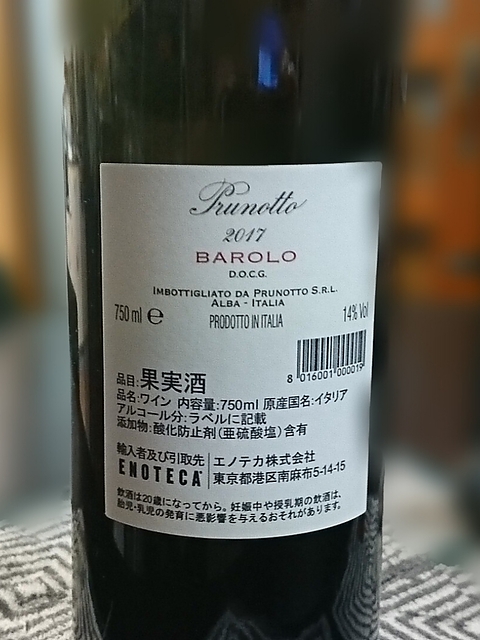 Prunotto
2017
BAROLO
D.O.C.G.
IMBOTTIGLIATO DA PRUNOTTO S.R.L.
ALBA - ITALIA
750 ml e PRODOTTO IN ITALIA 14% Vol
8 016001 000019
品目:果実酒
品名:ワイン 内容量:750ml 原産国名:イタリア
アルコール分:ラベルに記載
添加物:酸化防止剤(亜硫酸塩)含有
輸入者及び引取先 エノテカ株式会社
ENOTECA 東京都港区南麻布5-14-15
飲酒は20歳になってから。妊娠中や授乳期の飲酒は、
胎児・乳児の発育に悪影響を与えるおそれがあります。